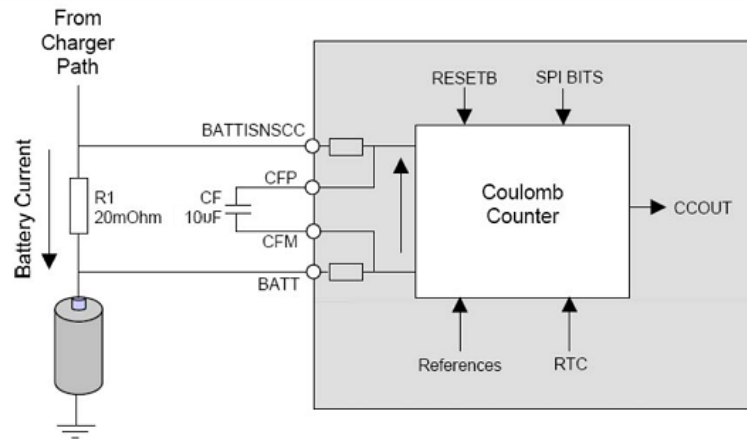 From
Charger
Path
RESETB
SPI BITS
BATTISNSCC
Battery Current
R1
20mOhm
CF
10uF
CFP
CFM
BATT
Coulomb
Counter
CCOUT
References
RTC